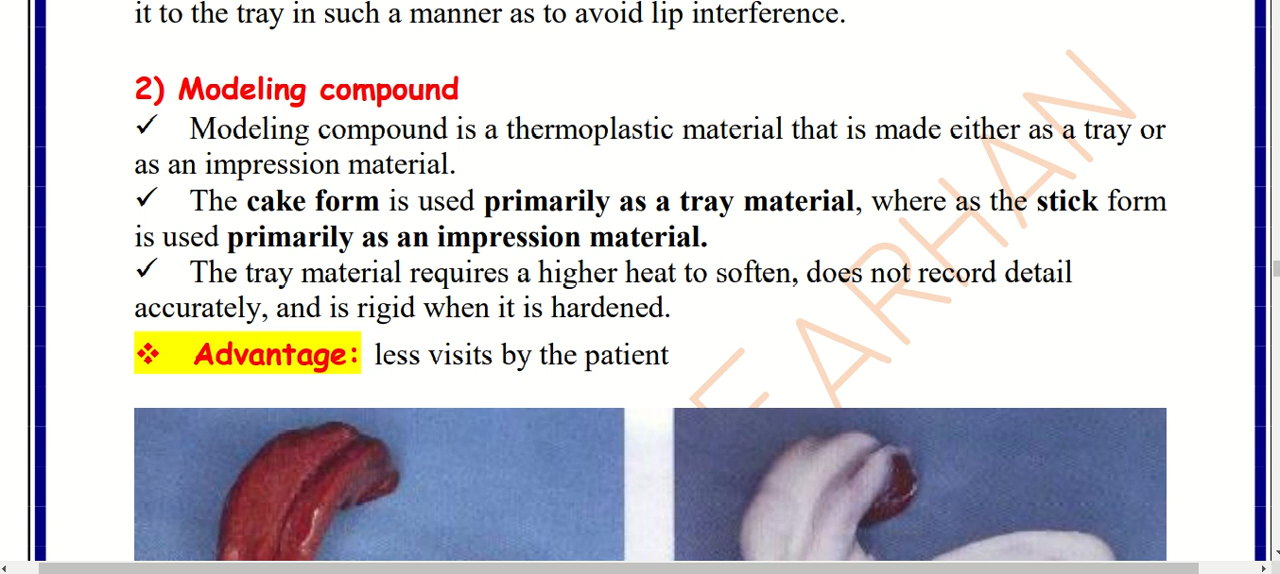 it to the tray in such a manner as to avoid lip interference.
2) Modeling compound
✓ Modeling compound is a thermoplastic material that is made either as a tray or
as an impression material.
✓ The cake form is used primarily as a tray material, where as the stick form
is used primarily as an impression material.
✓ The tray material requires a higher heat to soften, does not record detail
accurately, and is rigid when it is hardened.
❖ Advantage: less visits by the patient